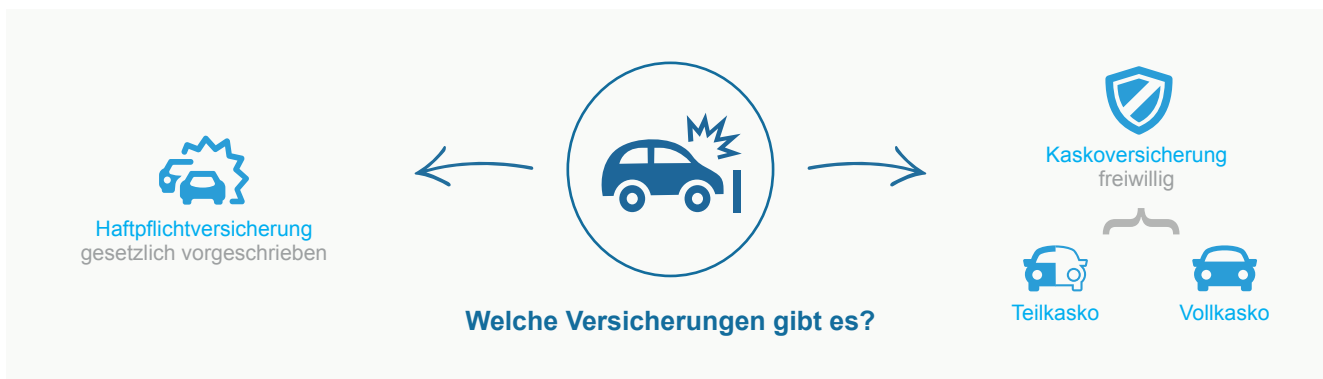 Haftpflichtversicherung
gesetzlich vorgeschrieben
Welche Versicherungen gibt es?
Kaskoversicherung
freiwillig
Teilkasko
Vollkasko